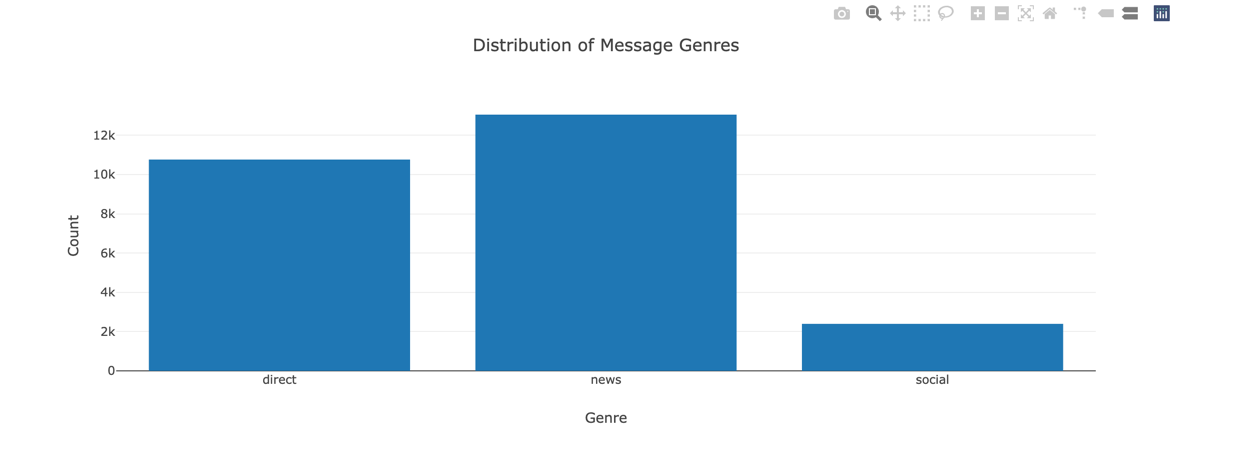 Distribution of Message Genres
12k
10k
8k
6k
4k
2k
0
Count
direct news social
Genre